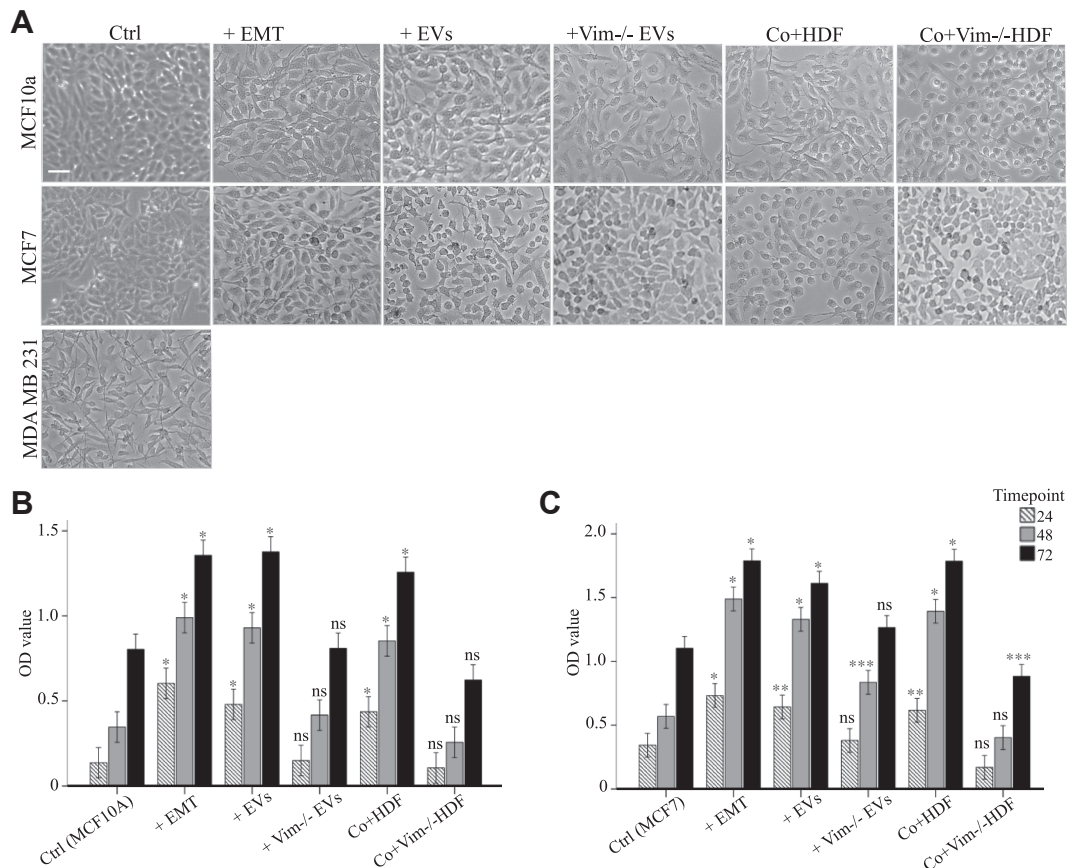 A
Ctrl
+ EMT
+ EVs
+Vim-/- EVs
Co+HDF
Co+Vim-/-HDF
MCF10a
MCF7
MDA MB 231
B
OD value
1.5
1.0
0.5
0
* * *
* * *
ns ns ns
* * *
ns ns ns
Ctrl (MCF10A)
+ EMT
+ EVs
+ Vim-/- EVs
Co+HDF
Co+Vim-/-HDF
C
Timepoint
24
48
72
OD value
2.0
1.5
1.0
0.5
0
* * *
** * *
ns *** ns
** * *
ns ns ***
Ctrl (MCF7)
+ EMT
+ EVs
+ Vim-/- EVs
Co+HDF
Co+Vim-/-HDF